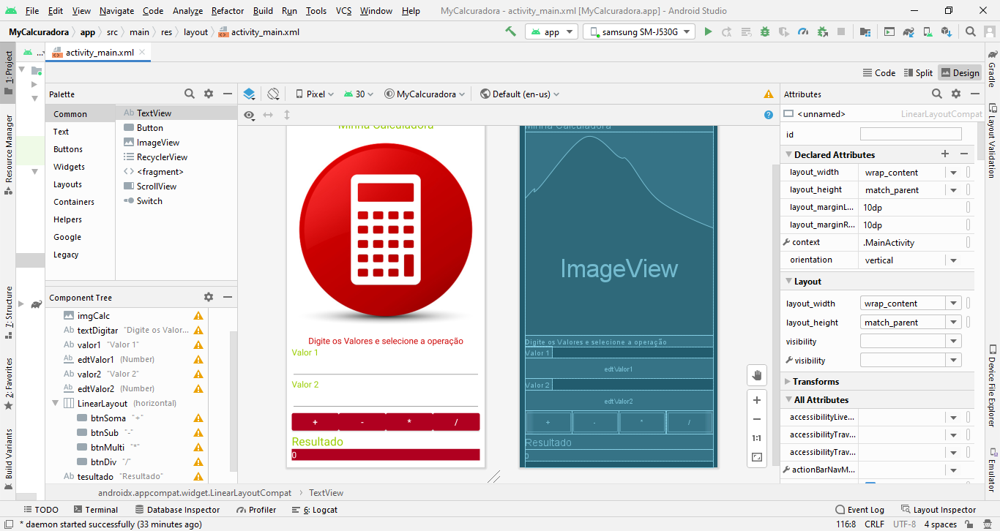 File Edit View Navigate Code Analyze Refactor Build Run Tools VCS Window Help MyCalcuradora - activity_main.xml [MyCalcuradora.app] - Android Studio
MyCalcuradora app src main res layout activity_main.xml app samsung SM-J530G
... activity_main.xml
Code Split Design
1: Project
Resource Manager
7: Structure
2: Favorites
Build Variants
Palette
Common
Text
Buttons
Widgets
Layouts
Containers
Helpers
Google
Legacy
Ab TextView
Button
ImageView
RecyclerView
<fragment>
ScrollView
Switch
Component Tree
imgCalc
Ab textDigitar "Digite os Valor...
Ab valor1 "Valor 1"
Ab edtValor1 (Number)
Ab valor2 "Valor 2"
Ab edtValor2 (Number)
LinearLayout (horizontal)
btnSoma "+"
btnSub "-"
btnMulti "*"
btnDiv "/"
Ab tesultado "Resultado"
Pixel 30 MyCalcuradora Default (en-us)
Minha Calculadora
Digite os Valores e selecione a operação
Valor 1
Valor 2
+ - * /
Resultado
0
Minha Calculadora
ImageView
Digite os Valores e selecione a operação
Valor 1
edtValor1
Valor 2
edtValor2
+ - * /
Resultado
0
1:1
Attributes
<unnamed> LinearLayoutCompat
id
Declared Attributes
layout_width wrap_content
layout_height match_parent
layout_marginL... 10dp
layout_marginR... 10dp
context .MainActivity
orientation vertical
Layout
layout_width wrap_content
layout_height match_parent
visibility
visibility
Transforms
All Attributes
accessibilityLive...
accessibilityTrav...
accessibilityTrav...
actionBarNavM...
Gradle
Layout Validation
Device File Explorer
Emulator
androidx.appcompat.widget.LinearLayoutCompat TextView
TODO Terminal Database Inspector Profiler 6: Logcat Event Log Layout Inspector
* daemon started successfully (33 minutes ago) 116:8 CRLF UTF-8 4 spaces